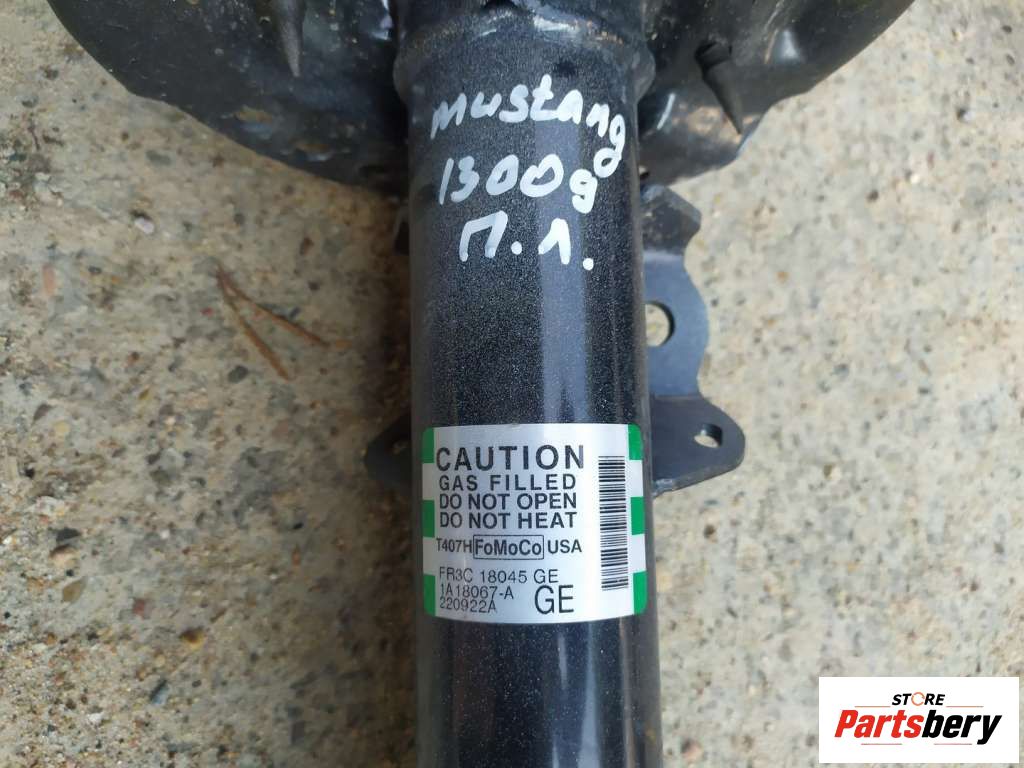 mustang
1300g
П.Л.
CAUTION
GAS FILLED
DO NOT OPEN
DO NOT HEAT
T407H FoMoCo USA
FR3C 18045 GE
1A18067-A
220922A
GE
STORE
Partsbery